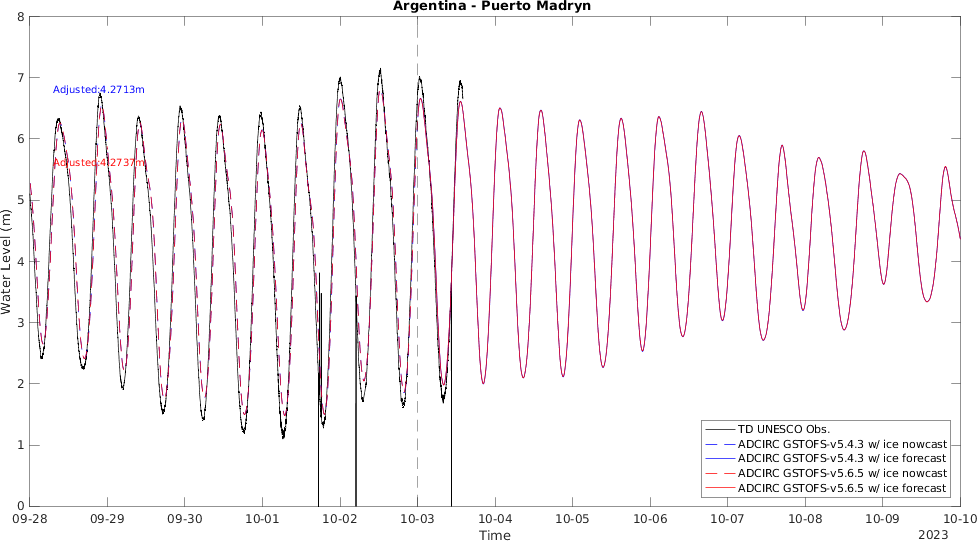 Argentina - Puerto Madryn
8
7
6
5
4
3
2
1
0
Water Level (m)
Adjusted:4.2713m
Adjusted:4.2737m
TD UNESCO Obs.
ADCIRC GSTOFS-v5.4.3 w/ ice nowcast
ADCIRC GSTOFS-v5.4.3 w/ ice forecast
ADCIRC GSTOFS-v5.6.5 w/ ice nowcast
ADCIRC GSTOFS-v5.6.5 w/ ice forecast
09-28 09-29 09-30 10-01 10-02 10-03 10-04 10-05 10-06 10-07 10-08 10-09 10-10
Time
2023